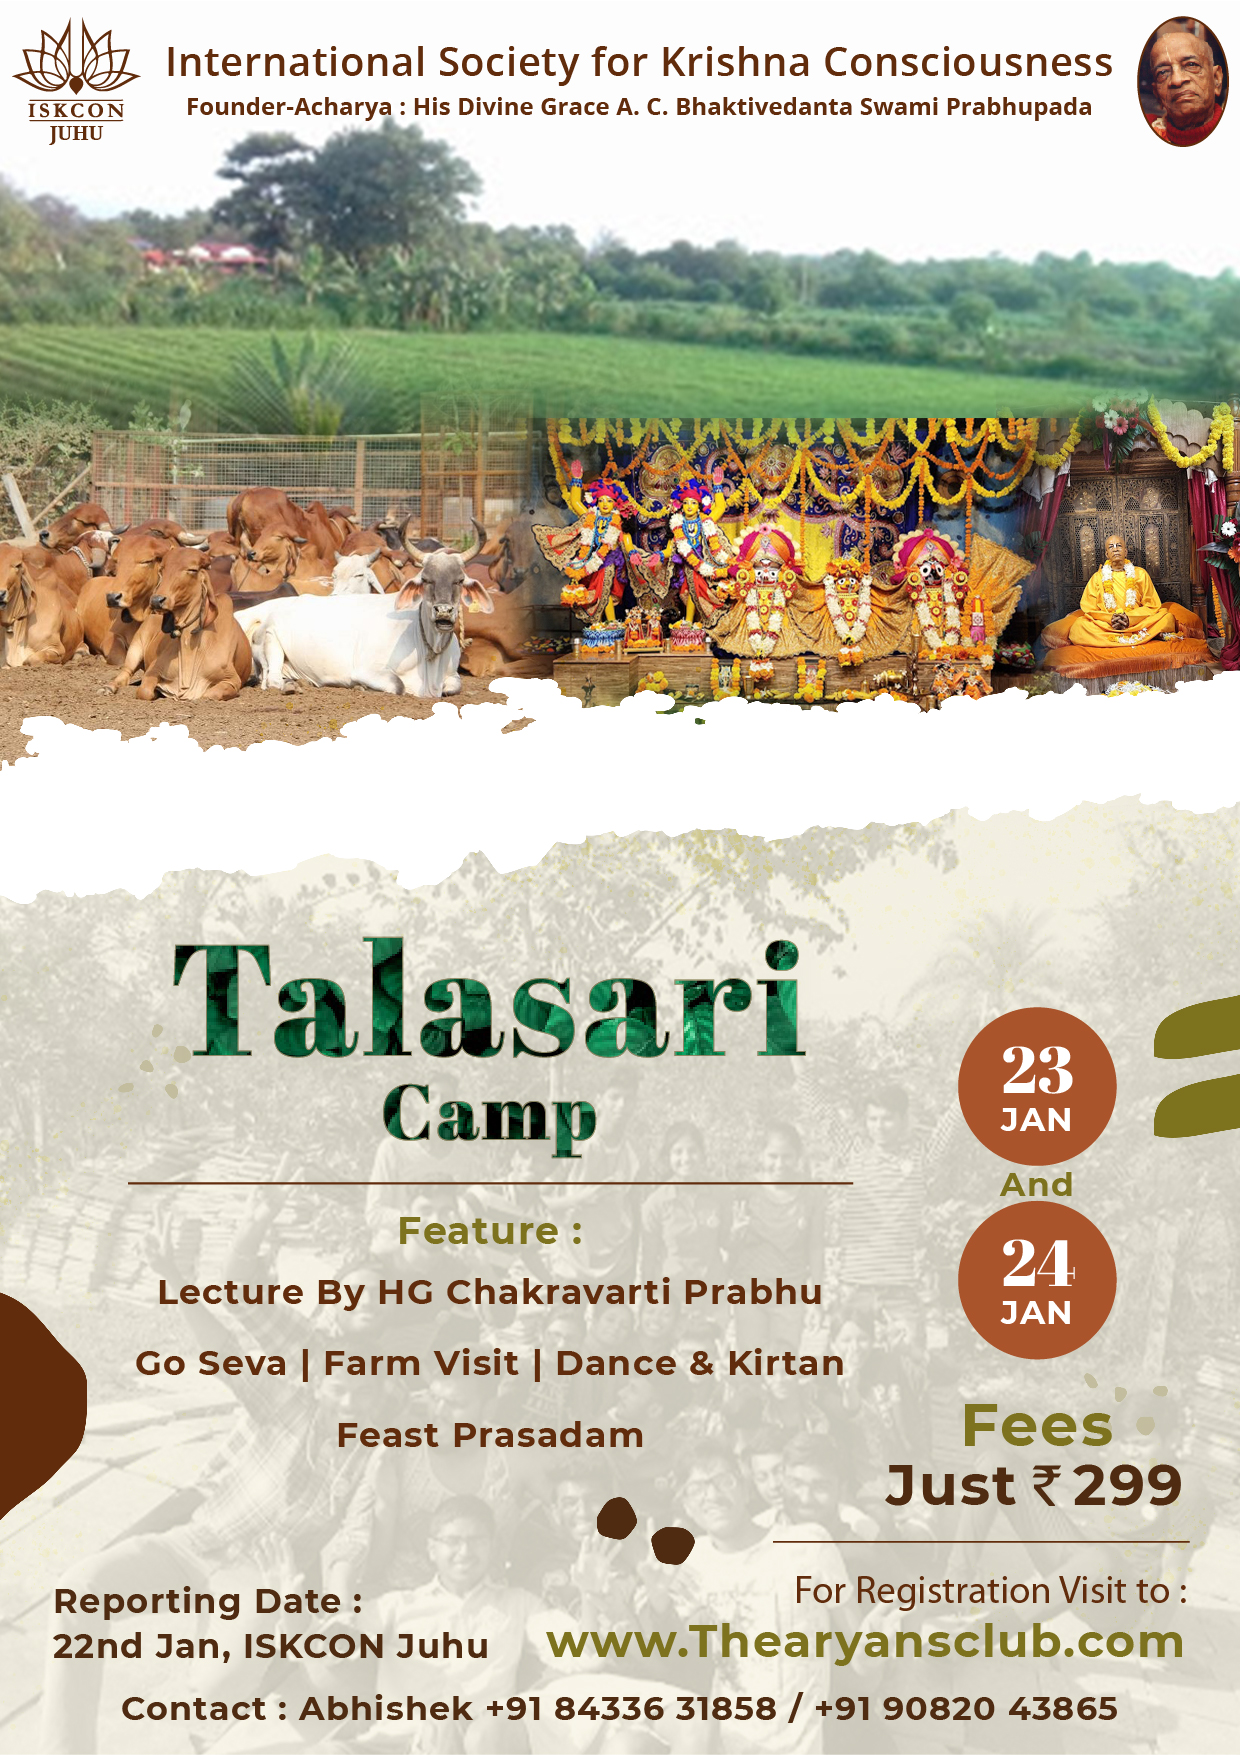 International Society for Krishna Consciousness
Founder-Acharya : His Divine Grace A. C. Bhaktivedanta Swami Prabhupada
ISKCON
JUHU
Talasari
Camp
Feature :
Lecture By HG Chakravarti Prabhu
Go Seva | Farm Visit | Dance & Kirtan
Feast Prasadam
23
JAN
And
24
JAN
Fees
Just ₹ 299
Reporting Date :
22nd Jan, ISKCON Juhu
For Registration Visit to :
www.Thearyansclub.com
Contact : Abhishek +91 84336 31858 / +91 90820 43865